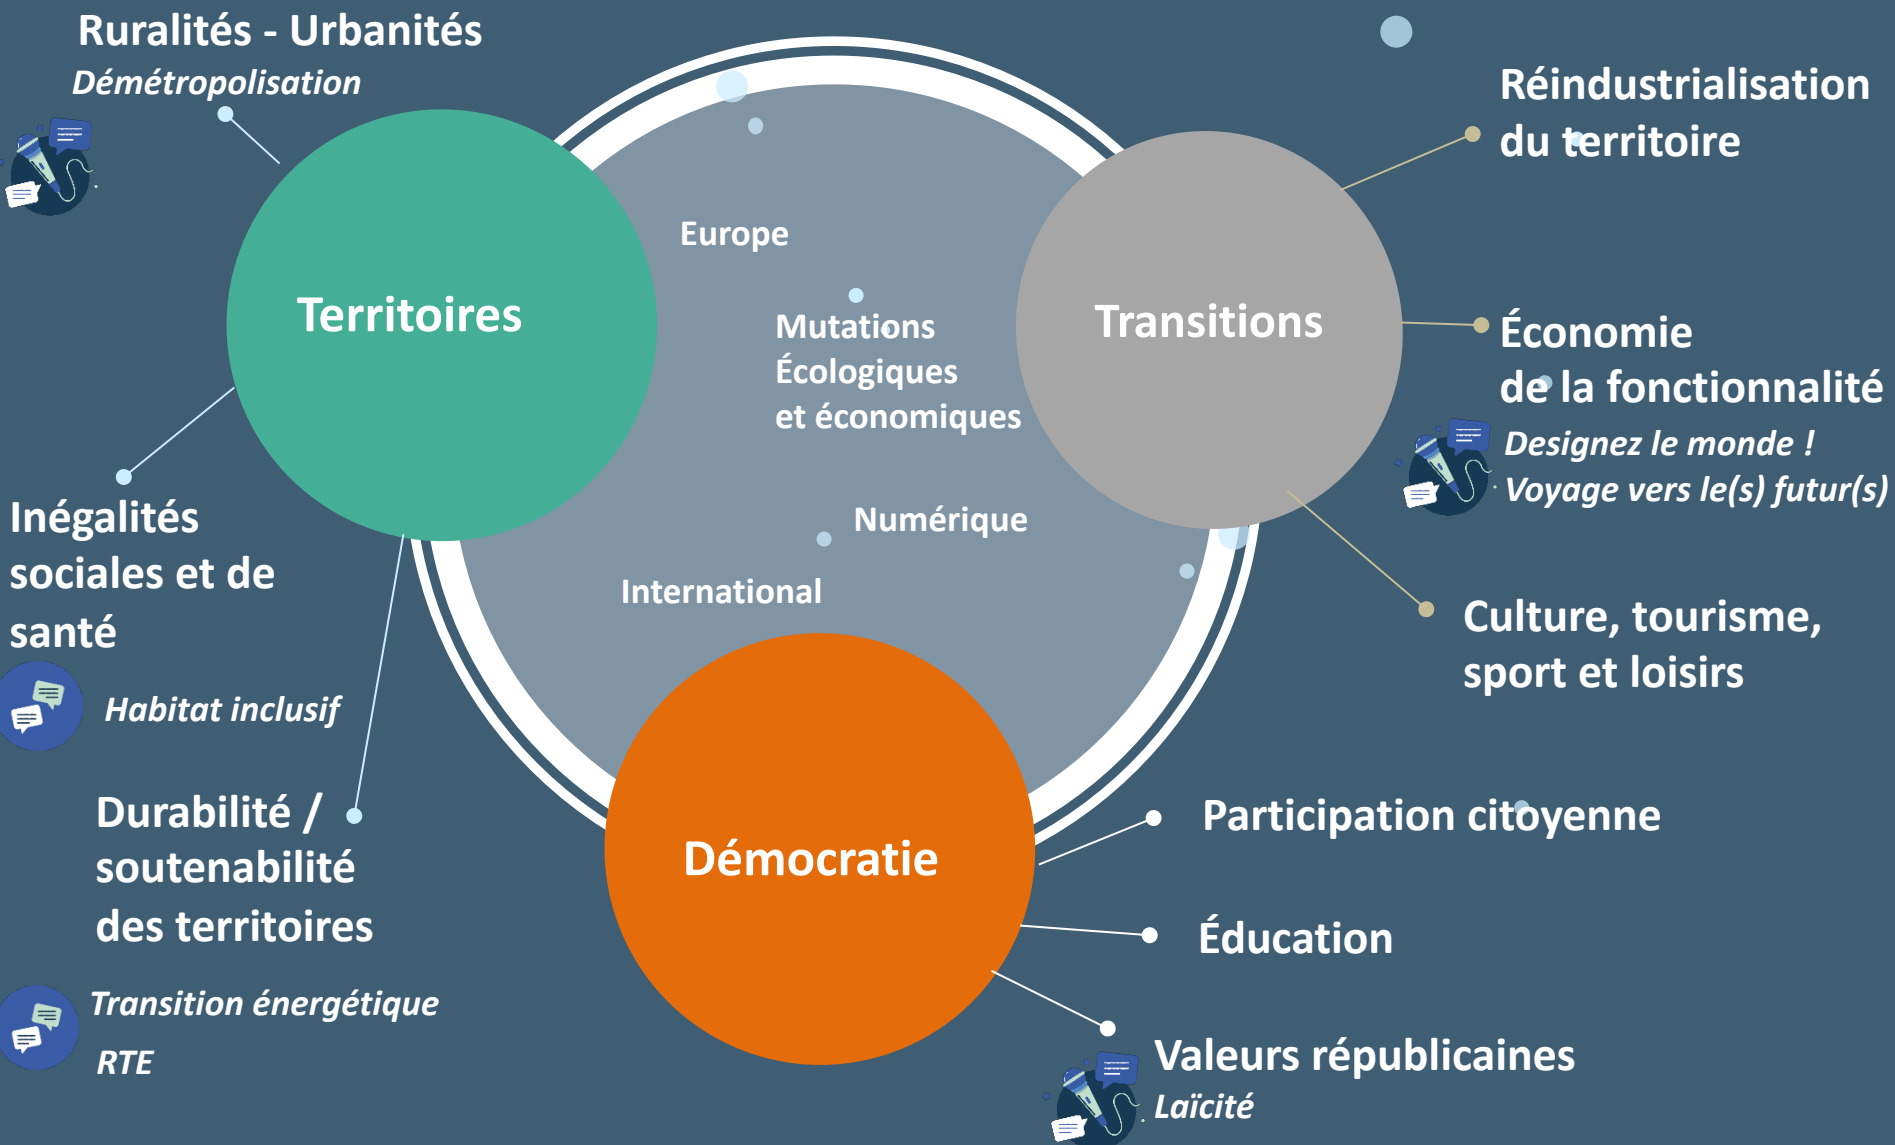 Ruralités - Urbanités
Démétropolisation
Territoires
Inégalités
sociales et de
santé
Habitat inclusif
Durabilité /
soutenabilité
des territoires
Transition énergétique
RTE
Europe
Mutations
Écologiques
et économiques
Numérique
International
Transitions
Réindustrialisation
du territoire
Économie
de la fonctionnalité
Designez le monde !
Voyage vers le(s) futur(s)
Culture, tourisme,
sport et loisirs
Démocratie
Participation citoyenne
Éducation
Valeurs républicaines
Laïcité